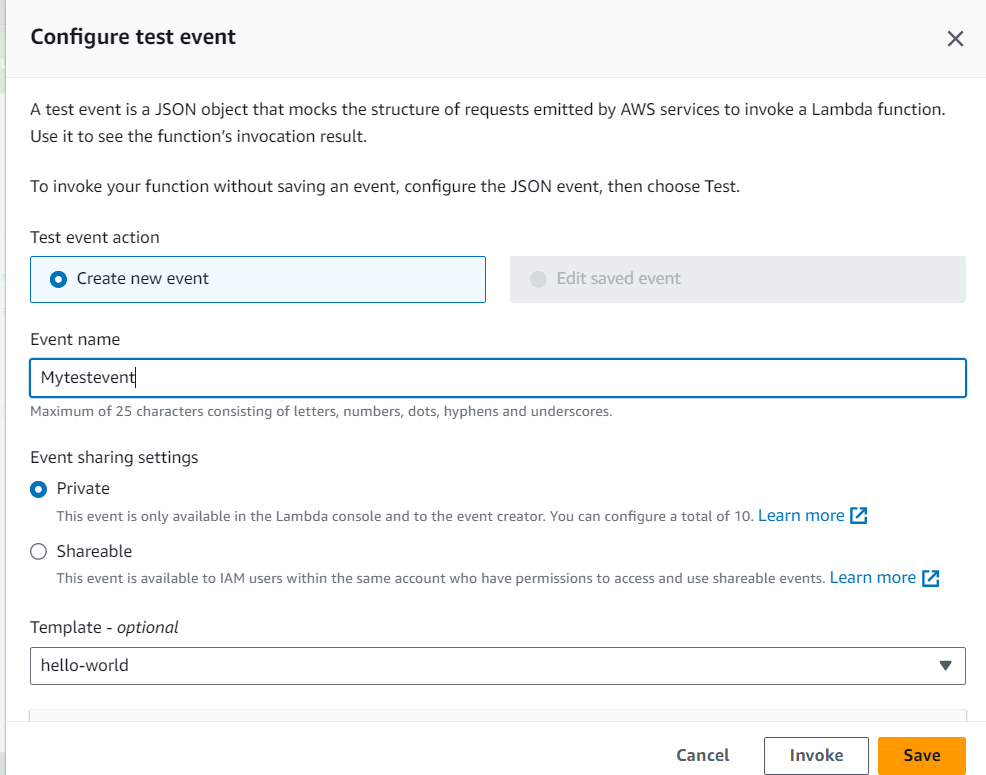 Configure test event
A test event is a JSON object that mocks the structure of requests emitted by AWS services to invoke a Lambda function.
Use it to see the function’s invocation result.
To invoke your function without saving an event, configure the JSON event, then choose Test.
Test event action
Create new event
Edit saved event
Event name
Mytestevent
Maximum of 25 characters consisting of letters, numbers, dots, hyphens and underscores.
Event sharing settings
Private
This event is only available in the Lambda console and to the event creator. You can configure a total of 10. Learn more
Shareable
This event is available to IAM users within the same account who have permissions to access and use shareable events. Learn more
Template - optional
hello-world
Cancel Invoke Save